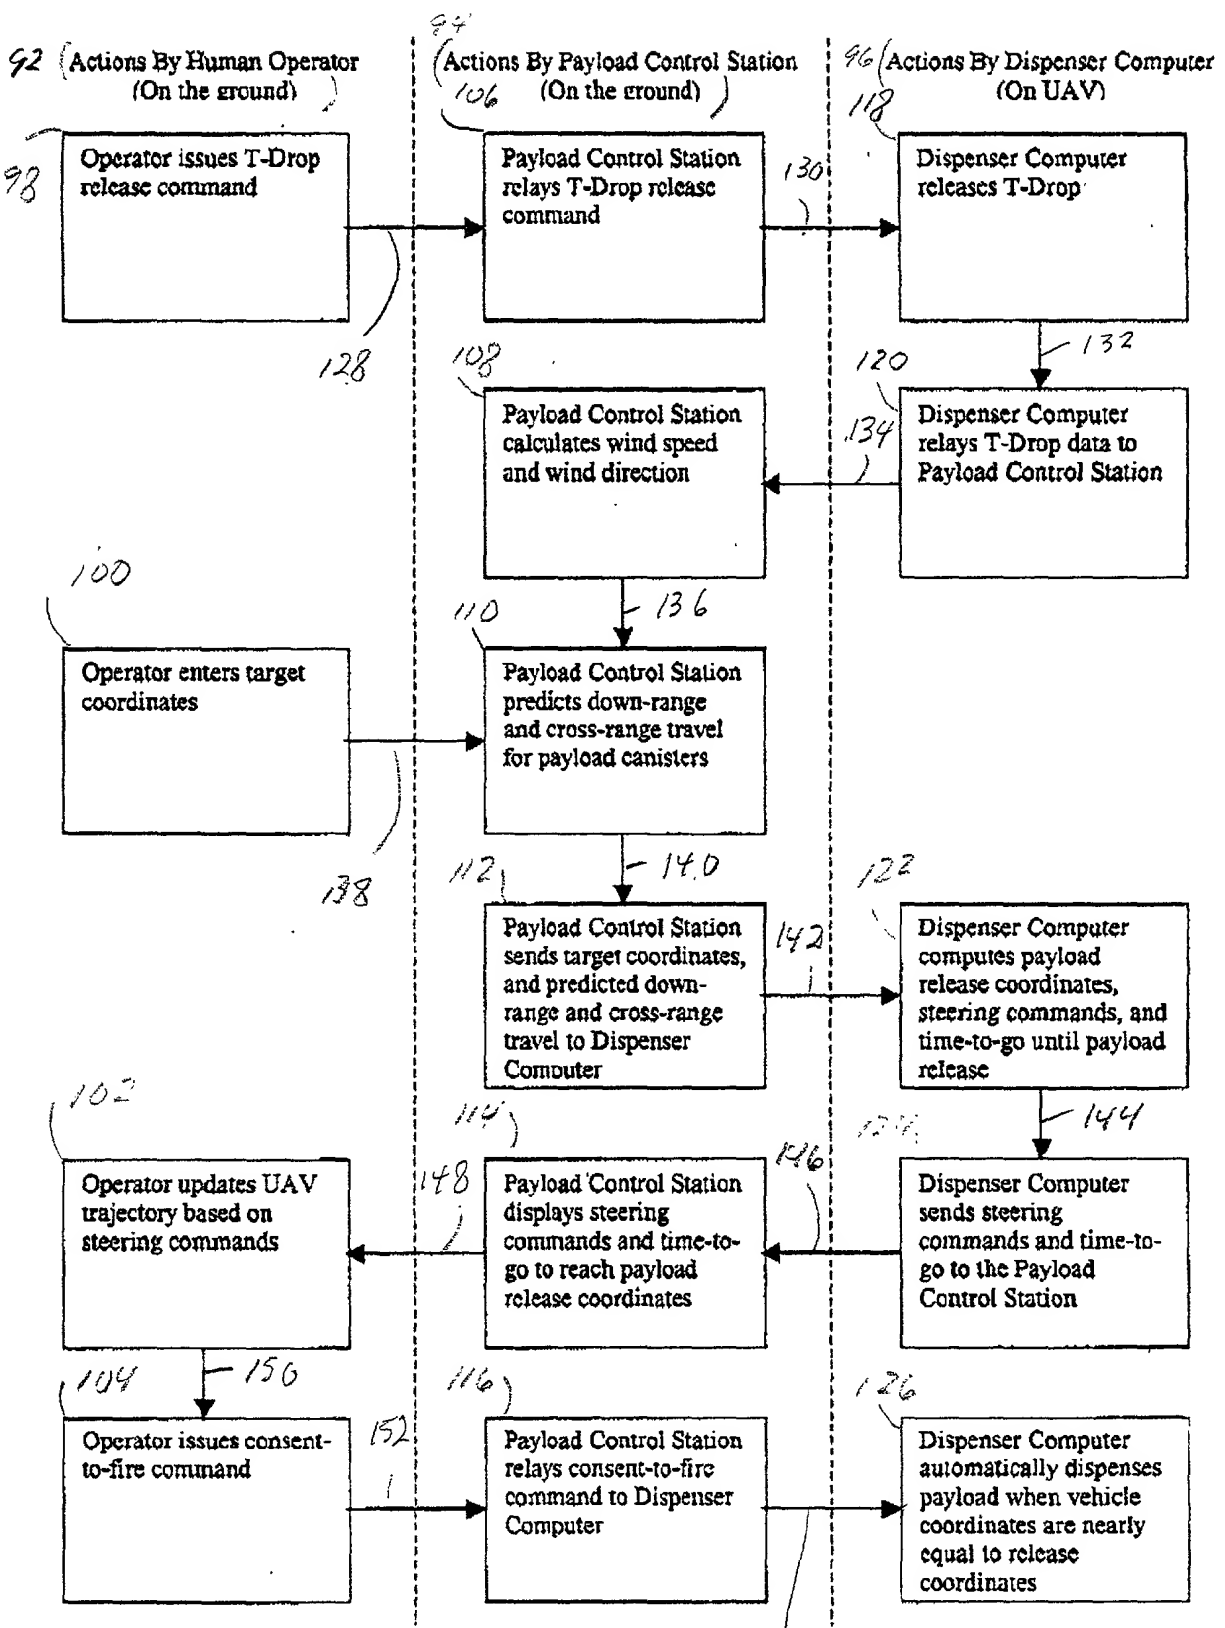 94
92 (Actions By Human Operator
(On the ground))
(Actions By Payload Control Station
(On the ground))
96 (Actions By Dispenser Computer
(On UAV)
98
Operator issues T-Drop
release command
128
106
Payload Control Station
relays T-Drop release
command
130
118
Dispenser Computer
releases T-Drop
132
108
Payload Control Station
calculates wind speed
and wind direction
134
120
Dispenser Computer
relays T-Drop data to
Payload Control Station
136
100
Operator enters target
coordinates
138
110
Payload Control Station
predicts down-range
and cross-range travel
for payload canisters
140
112
Payload Control Station
sends target coordinates,
and predicted down-
range and cross-range
travel to Dispenser
Computer
142
122
Dispenser Computer
computes payload
release coordinates,
steering commands, and
time-to-go until payload
release
144
102
Operator updates UAV
trajectory based on
steering commands
148
114
Payload Control Station
displays steering
commands and time-to-
go to reach payload
release coordinates
146
124
Dispenser Computer
sends steering
commands and time-to-
go to the Payload
Control Station
150
104
Operator issues consent-
to-fire command
152
116
Payload Control Station
relays consent-to-fire
command to Dispenser
Computer
126
Dispenser Computer
automatically dispenses
payload when vehicle
coordinates are nearly
equal to release
coordinates